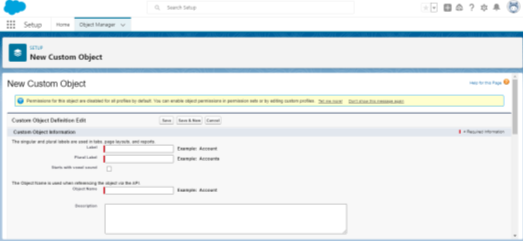 Search Setup
Setup
Home
Object Manager
SETUP
New Custom Object
New Custom Object
Help for this Page
Permissions for this object are disabled for all profiles by default. You can enable object permissions in permission sets or by editing custom profiles. Tell me more Don't show this message again
Custom Object Definition Edit
Save
Save & New
Cancel
Custom Object Information
= Required Information
The singular and plural labels are used in tabs, page layouts, and reports.
Label
Example: Account
Plural Label
Example: Accounts
Starts with vowel sound
The Object Name is used when referencing the object via the API.
Object Name
Example: Account
Description